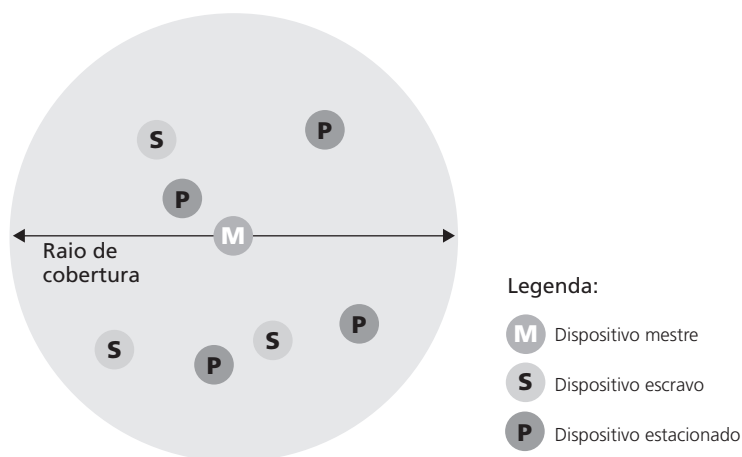 S
P
P
M
Raio de
cobertura
S
P
S
P
Legenda:
M Dispositivo mestre
S Dispositivo escravo
P Dispositivo estacionado